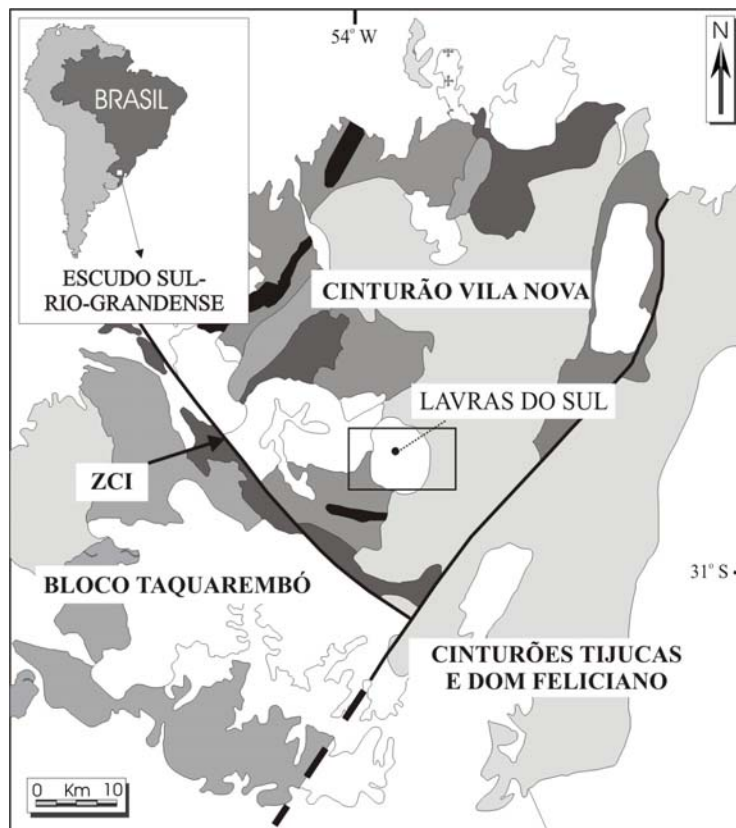 54° W
N
BRASIL
ESCUDO SUL-
RIO-GRANDENSE
CINTURÃO VILA NOVA
LAVRAS DO SUL
ZCI
BLOCO TAQUAREMBÓ
31° S
CINTURÕES TIJUCAS
E DOM FELICIANO
0 Km 10